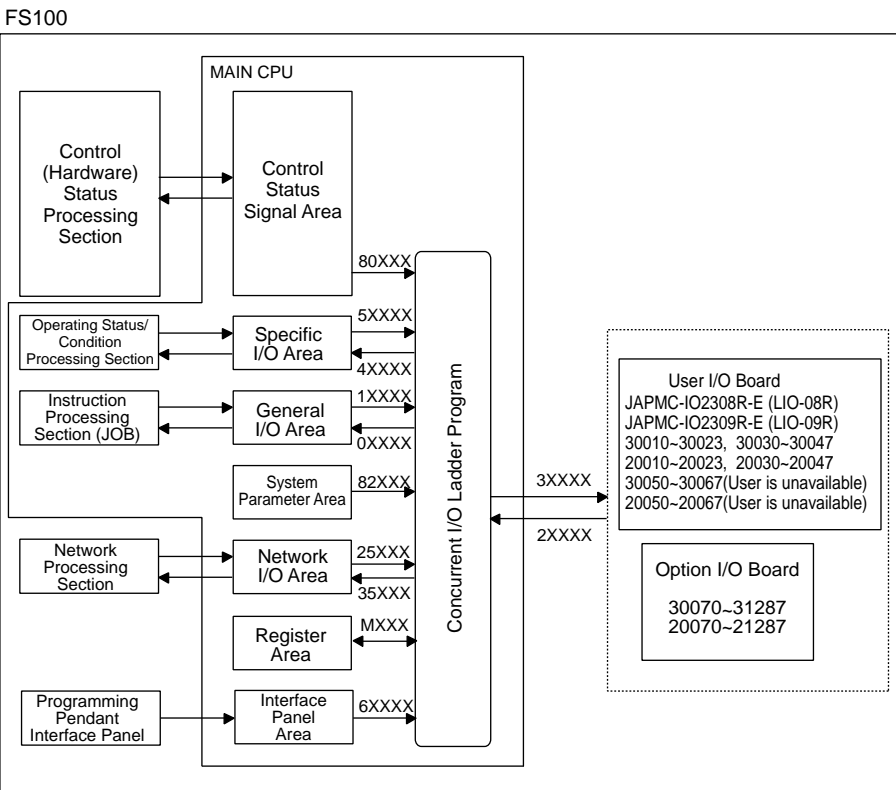 FS100
MAIN CPU
Control
(Hardware)
Status
Processing
Section
Control
Status
Signal Area
80XXX
Operating Status/
Condition
Processing Section
Specific
I/O Area
5XXXX
4XXXX
Instruction
Processing
Section (JOB)
General
I/O Area
1XXXX
0XXXX
System
Parameter Area
82XXX
Network
Processing
Section
Network
I/O Area
25XXX
35XXX
Register
Area
MXXX
Programming
Pendant
Interface Panel
Interface
Panel
Area
6XXXX
Concurrent I/O Ladder Program
3XXXX
2XXXX
User I/O Board
JAPMC-IO2308R-E (LIO-08R)
JAPMC-IO2309R-E (LIO-09R)
30010~30023, 30030~30047
20010~20023, 20030~20047
30050~30067(User is unavailable)
20050~20067(User is unavailable)
Option I/O Board
30070~31287
20070~21287